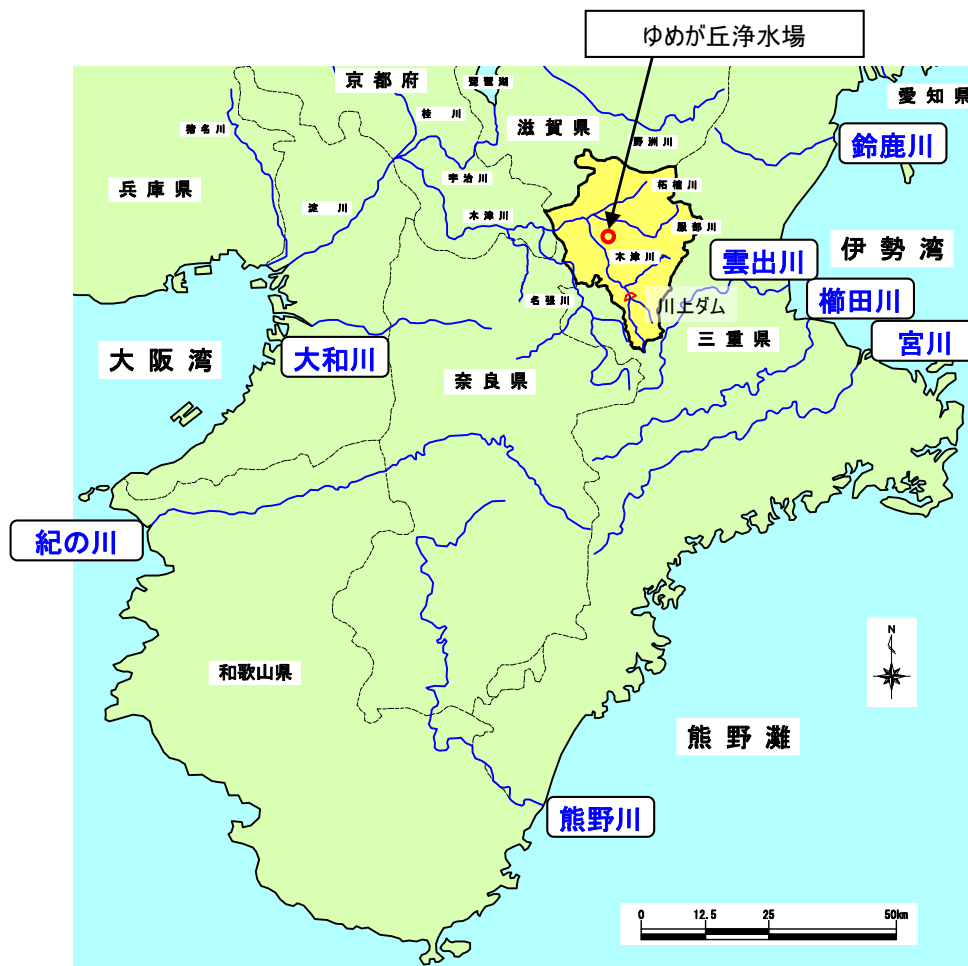 ゆめが丘浄水場
京都府
琵琶湖
愛知県
猪名川
桂川
滋賀県
野洲川
鈴鹿川
兵庫県
宇治川
柘植川
淀川
木津川
服部川
伊勢湾
木津川
雲出川
名張川
川上ダム
櫛田川
三重県
宮川
大阪湾
大和川
奈良県
紀の川
N
和歌山県
熊野灘
熊野川
0 12.5 25 50km